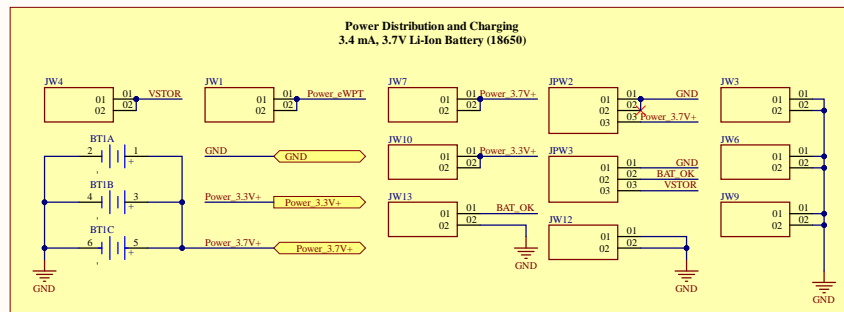 Power Distribution and Charging
3.4 mA, 3.7V Li-Ion Battery (18650)
JW4
01
02
VSTOR
JW1
01
02
Power_eWPT
JW7
01
02
Power_3.7V+
JPW2
01
02
03
GND
Power_3.7V+
JW3
01
02
BT1A
2
1
+
GND
GND
JW10
01
02
Power_3.3V+
JPW3
01
02
03
GND
BAT_OK
VSTOR
JW6
01
02
BT1B
4
3
+
Power_3.3V+
Power_3.3V+
JW13
01
02
BAT_OK
GND
JW12
01
02
GND
JW9
01
02
GND
BT1C
6
5
+
Power_3.7V+
Power_3.7V+
GND